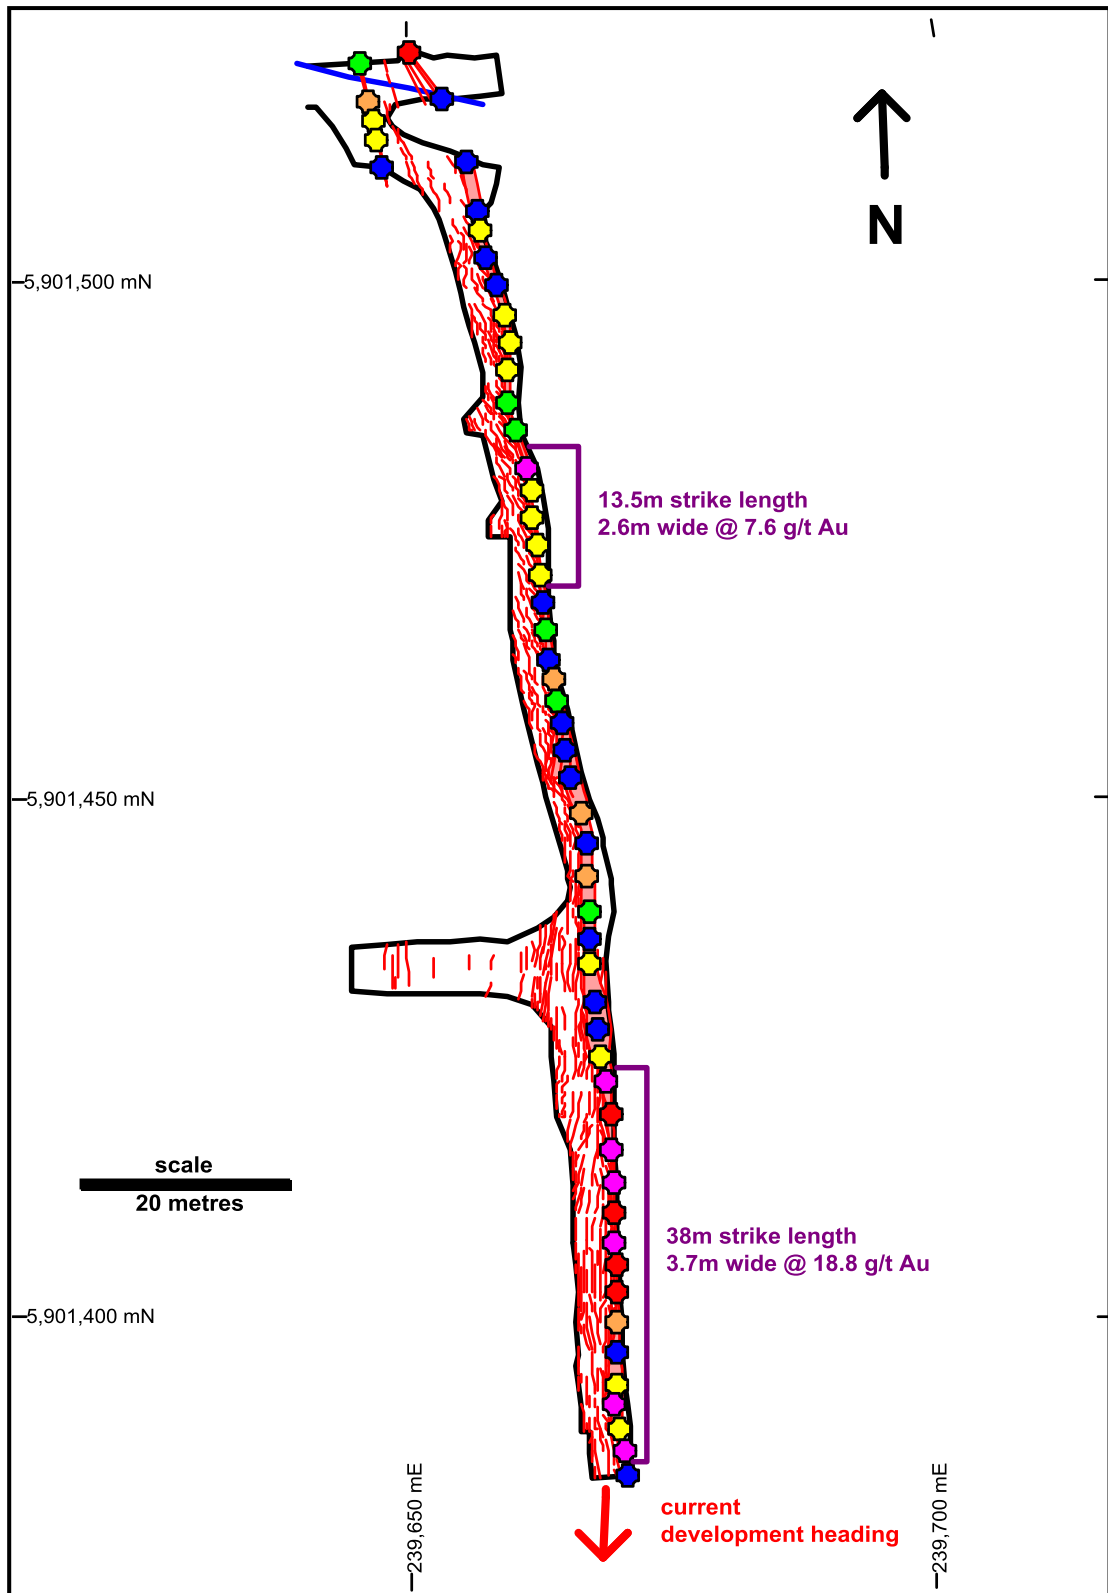 N
5,901,500 mN
13.5m strike length
2.6m wide @ 7.6 g/t Au
5,901,450 mN
scale
20 metres
38m strike length
3.7m wide @ 18.8 g/t Au
5,901,400 mN
239,650 mE
239,700 mE
current
development heading